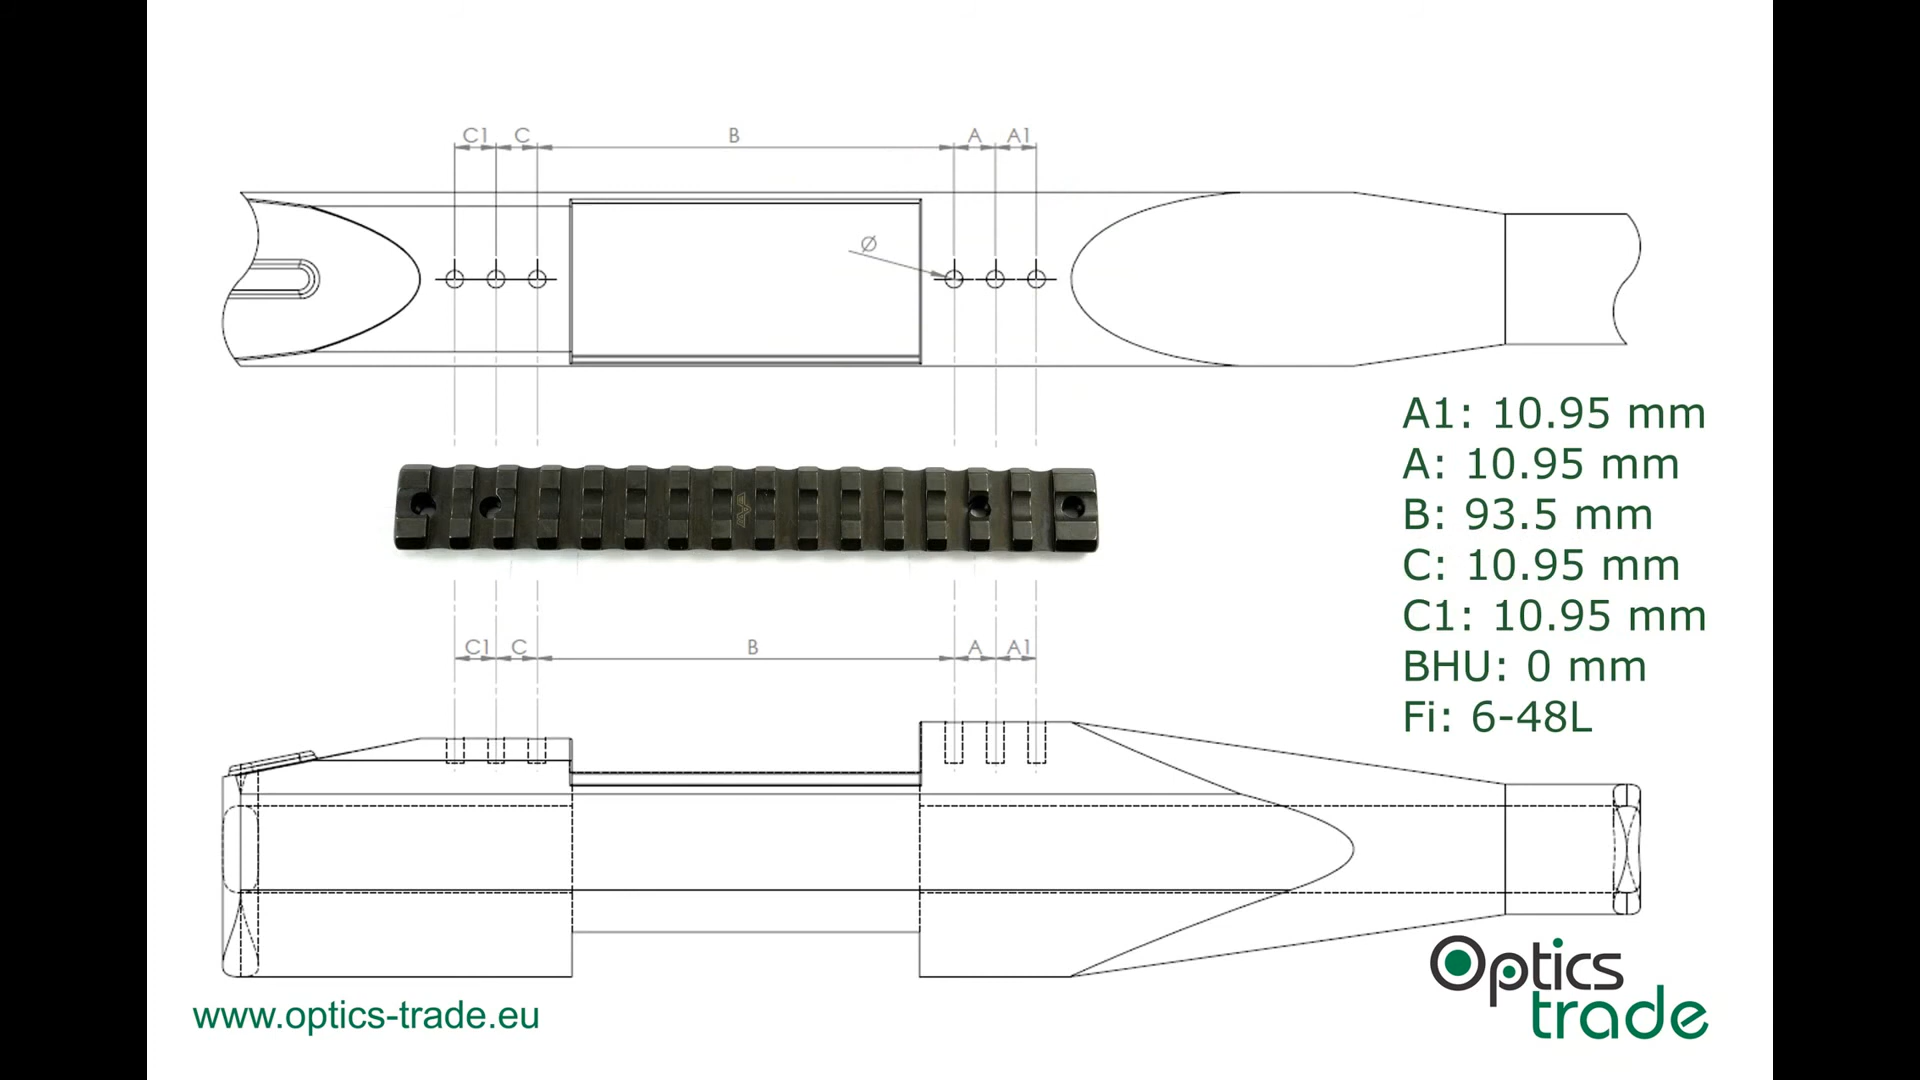 C1 C B A A1
Ø
A1: 10.95 mm
A: 10.95 mm
B: 93.5 mm
C: 10.95 mm
C1: 10.95 mm
BHU: 0 mm
Fi: 6-48L
C1 C B A A1
Optics
trade
www.optics-trade.eu